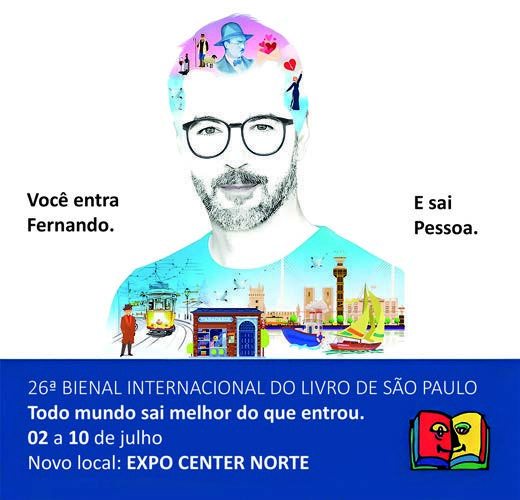 Você entra
Fernando.
E sai
Pessoa.
26ª BIENAL INTERNACIONAL DO LIVRO DE SÃO PAULO
Todo mundo sai melhor do que entrou.
02 a 10 de julho
Novo local: EXPO CENTER NORTE